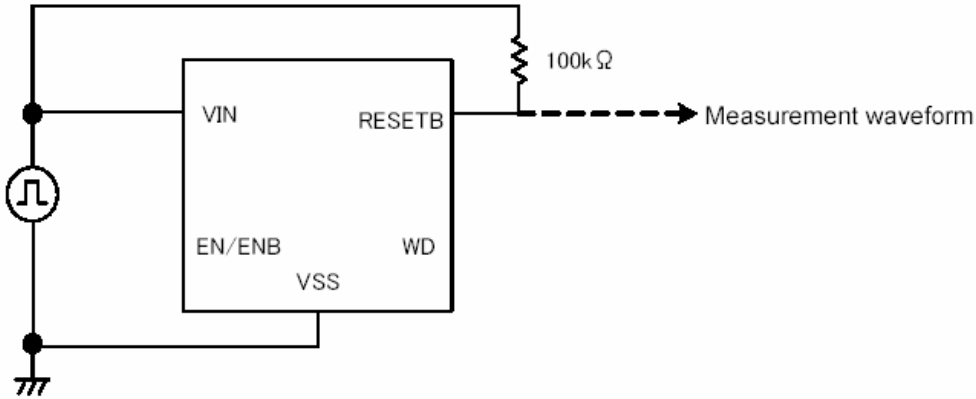 100kΩ
VIN
RESETB
Measurement waveform
EN/ENB
WD
VSS